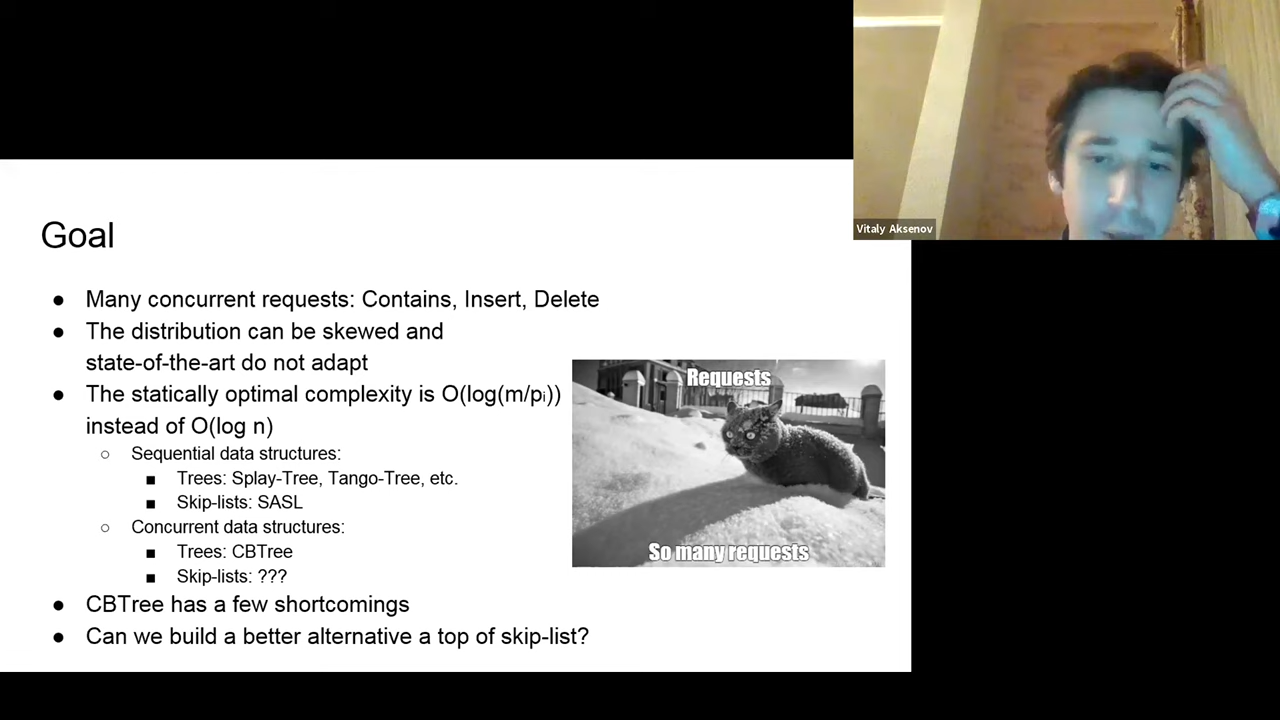 Vitaly Aksenov
Goal
● Many concurrent requests: Contains, Insert, Delete
● The distribution can be skewed and
state-of-the-art do not adapt
● The statically optimal complexity is O(log(m/pᵢ))
instead of O(log n)
○ Sequential data structures:
■ Trees: Splay-Tree, Tango-Tree, etc.
■ Skip-lists: SASL
○ Concurrent data structures:
■ Trees: CBTree
■ Skip-lists: ???
● CBTree has a few shortcomings
● Can we build a better alternative a top of skip-list?
Requests
So many requests